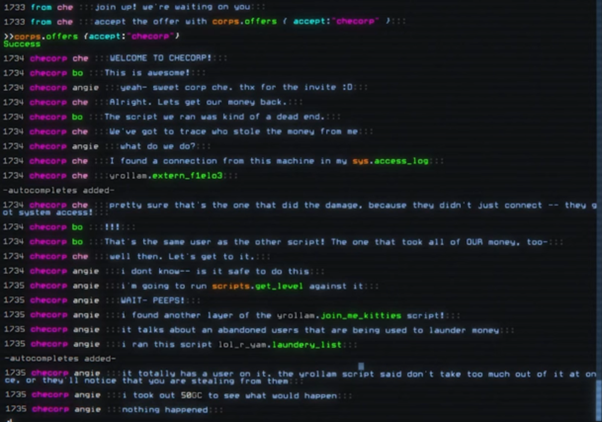 1733 from che :::join up! we're waiting on you:::
1733 from che :::accept the offer with corps.offers { accept:"checorp" }:::
>>corps.offers {accept:"checorp"}
Success
1734 checorp che :::WELCOME TO CHECORP!:::
1734 checorp bo :::This is awesome!:::
1734 checorp angie :::yeah- sweet corp che. thx for the invite :D:::
1734 checorp che :::Alright. Lets get our money back.:::
1734 checorp bo :::The script we ran was kind of a dead end.:::
1734 checorp che :::We've got to trace who stole the money from me:::
1734 checorp angie :::what do we do?:::
1734 checorp che :::I found a connection from this machine in my sys.access_log:::
1734 checorp che :::yrollam.extern_f1elo3:::
-autocompletes added-
1734 checorp che :::pretty sure that's the one that did the damage, because they didn't just connect -- they g
ot system access!:::
1734 checorp bo :::!!!:::
1734 checorp bo :::That's the same user as the other script! The one that took all of OUR money, too-:::
1734 checorp che :::well then. Let's get to it.:::
1735 checorp angie :::i dont know-- is it safe to do this:::
1735 checorp angie :::i'm going to run scripts.get_level against it:::
1735 checorp angie :::WAIT- PEEPS!:::
1735 checorp angie :::i found another layer of the yrollam.join_me_kitties script!:::
1735 checorp angie :::it talks about an abandoned users that are being used to launder money:::
1735 checorp angie :::i ran this script lol_r_yam.laundery_list:::
-autocompletes added-
1735 checorp angie :::it totally has a user on it. the yrollam script said don't take too much out of it at on
ce, or they'll notice that you are stealing from them:::
1735 checorp angie :::i took out 50GC to see what would happen:::
1735 checorp angie :::nothing happened:::